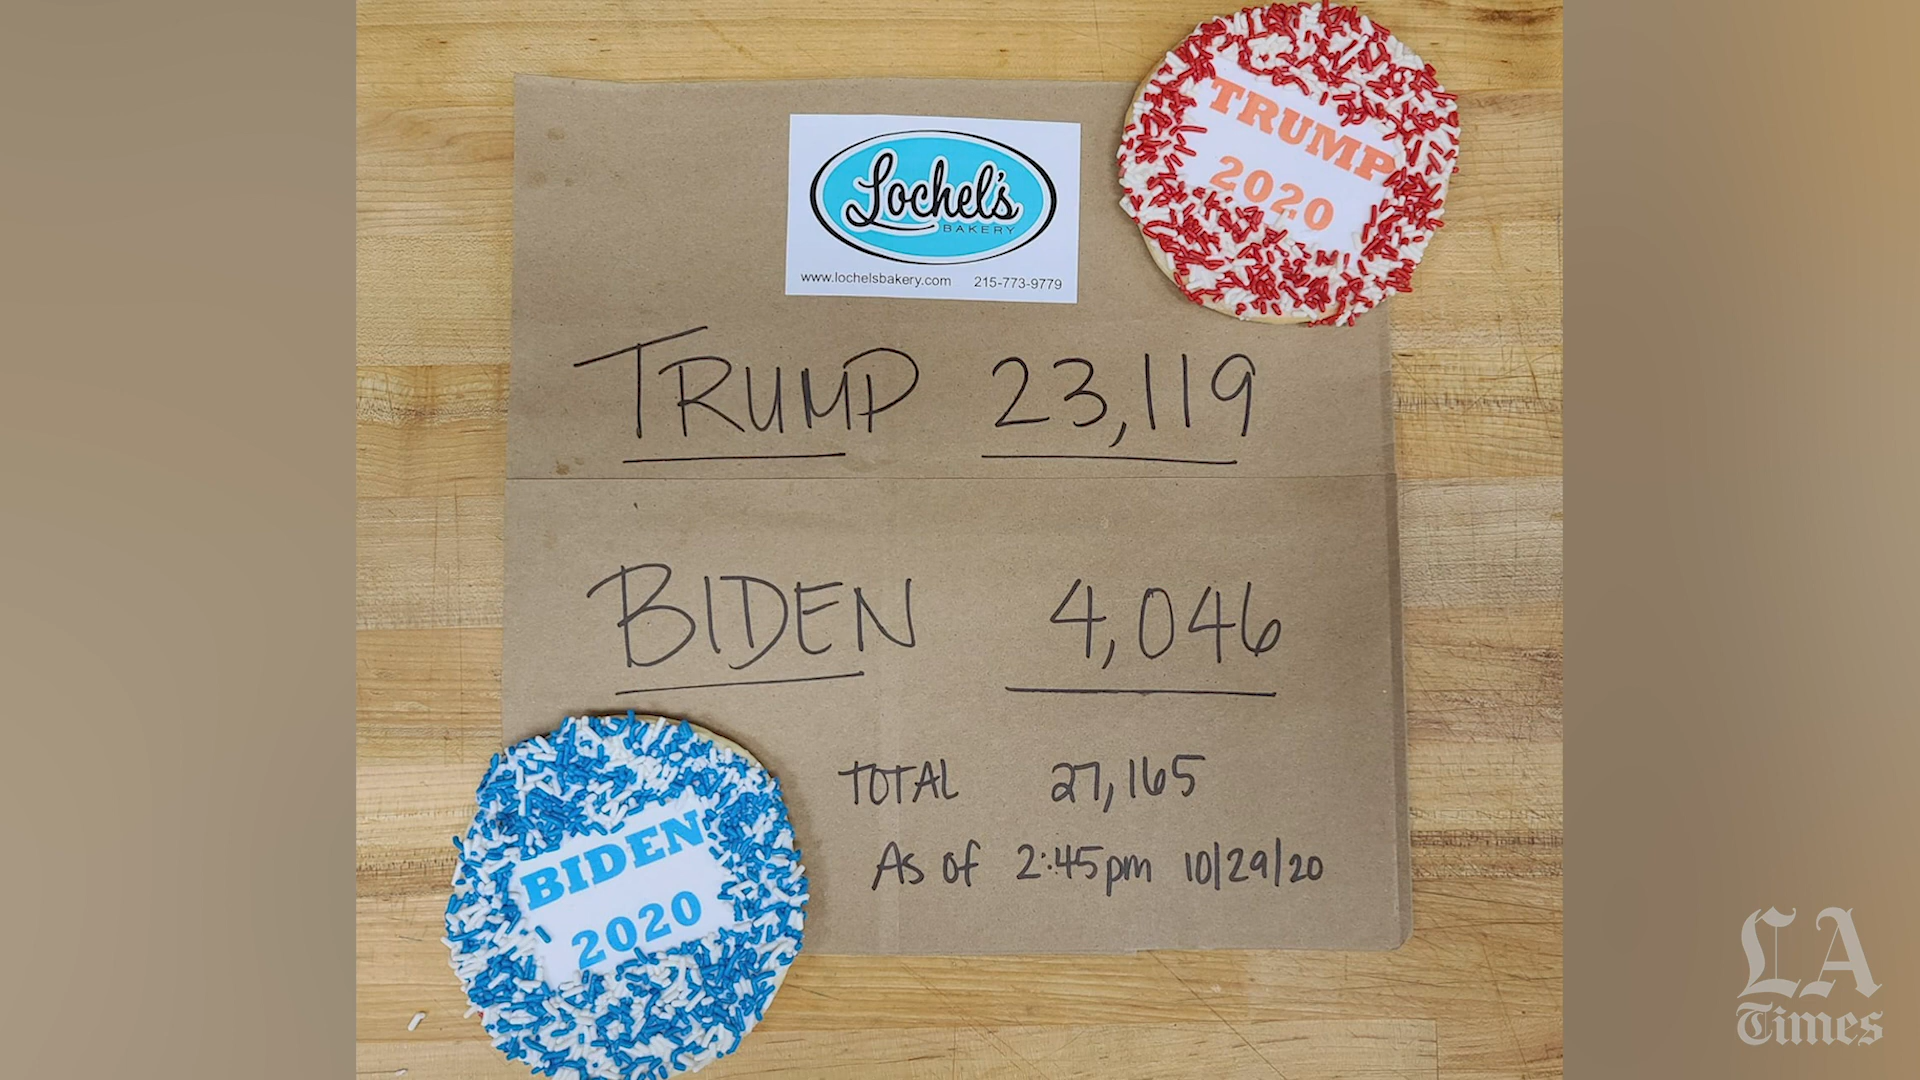 TRUMP
2020
Lochel's
BAKERY
www.lochelsbakery.com 215-773-9779
TRUMP 23,119
BIDEN 4,046
TOTAL 27,165
As of 2:45pm 10/29/20
BIDEN
2020
LA
Times